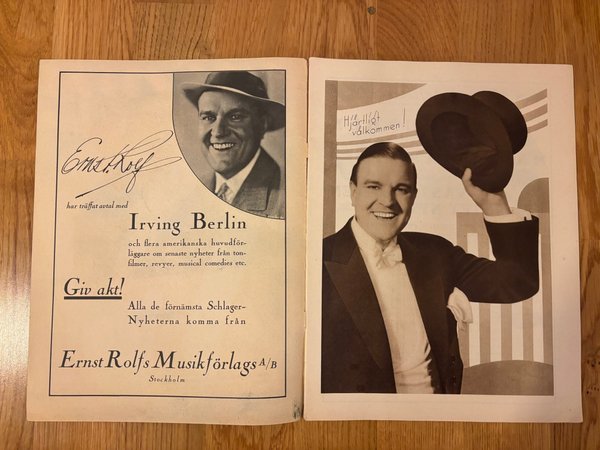 Ernst Rolf
har träffat avtal med
Irving Berlin
och flera amerikanska huvudför-
läggare om senaste nyheter från ton-
filmer, revyer, musical comedies etc.
Giv akt!
Alla de förnämsta Schlager-
Nyheterna komma från
Ernst Rolfs Musikförlags A/B
Stockholm
Hjärtligt
välkommen!